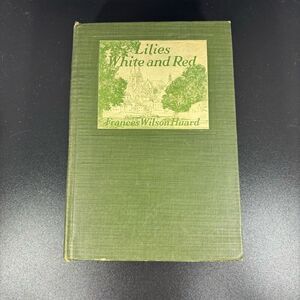 Lilies
White and Red
Frances Wilson Huard